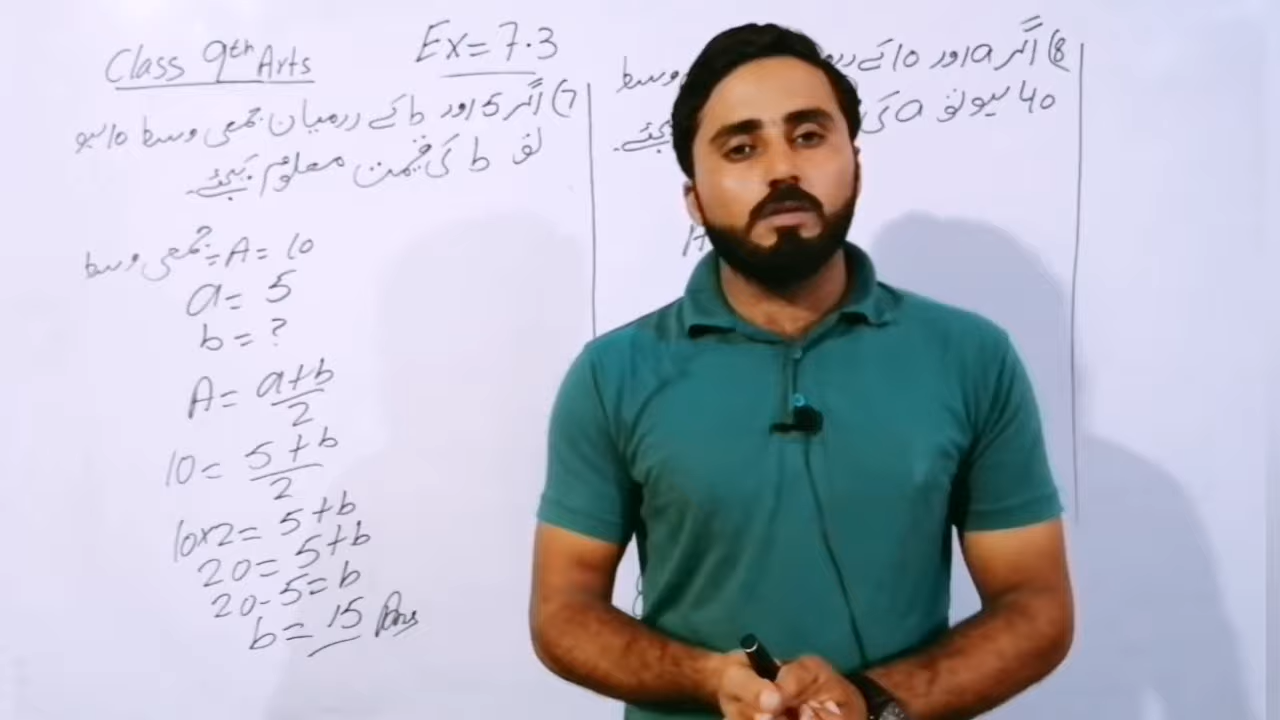 Class 9th Arts
Ex = 7.3
7) اگر 5 اور b کے درمیان جمعی وسط 10 ہو
تو b کی قیمت معلوم کیجئے۔
جمعی وسط = A = 10
a = 5
b = ?
A = a+b/2
10 = 5+b/2
10×2 = 5+b
20 = 5+b
20-5 = b
b = 15 Ans
8) اگر a اور 10 کے وسط
40 ہو تو a کی کیجئے۔